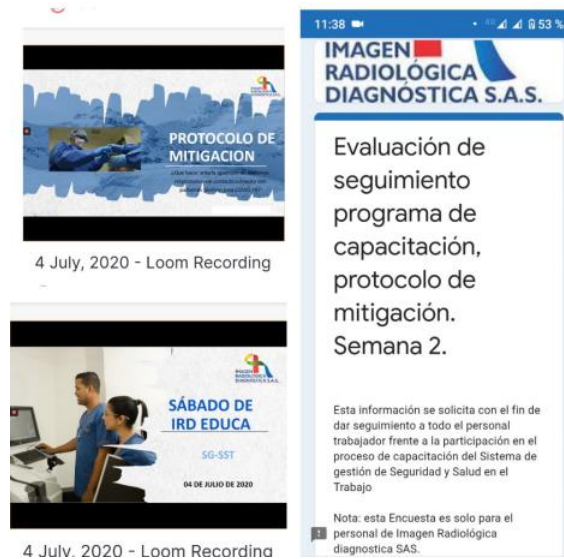 PROTOCOLO DE
MITIGACION
4 July, 2020 - Loom Recording
IMAGEN
RADIOLÓGICA
DIAGNÓSTICA S.A.S.
SÁBADO DE
IRD EDUCA
SG-SST
04 DE JULIO DE 2020
4 July, 2020 - Loom Recording
11:38
4G
53 %
IMAGEN
RADIOLÓGICA
DIAGNÓSTICA S.A.S.
Evaluación de
seguimiento
programa de
capacitación,
protocolo de
mitigación.
Semana 2.
Esta información se solicita con el fin de
dar seguimiento a todo el personal
trabajador frente a la participación en el
proceso de capacitación del Sistema de
gestión de Seguridad y Salud en el
Trabajo
Nota: esta Encuesta es solo para el
personal de Imagen Radiológica
diagnostica SAS.